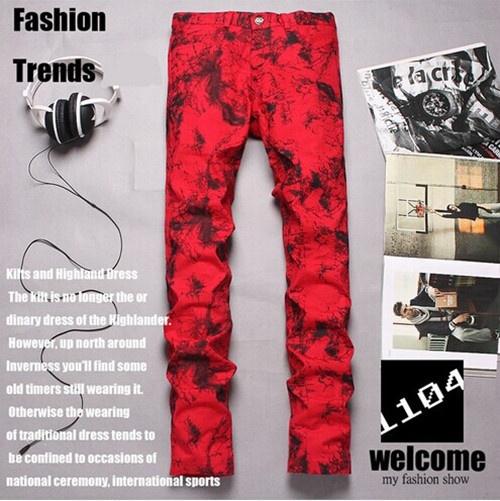 Fashion
Trends
la cri
Kilts and Highland Dress
The kilt is no longer the or
dinary dress of the Highlander.
However, up north around
Inverness you'll find some
old timers still wearing it.
Otherwise the wearing
of traditional dress tends to
be confined to occasions of
national ceremony, international sports
1104
welcome
my fashion show